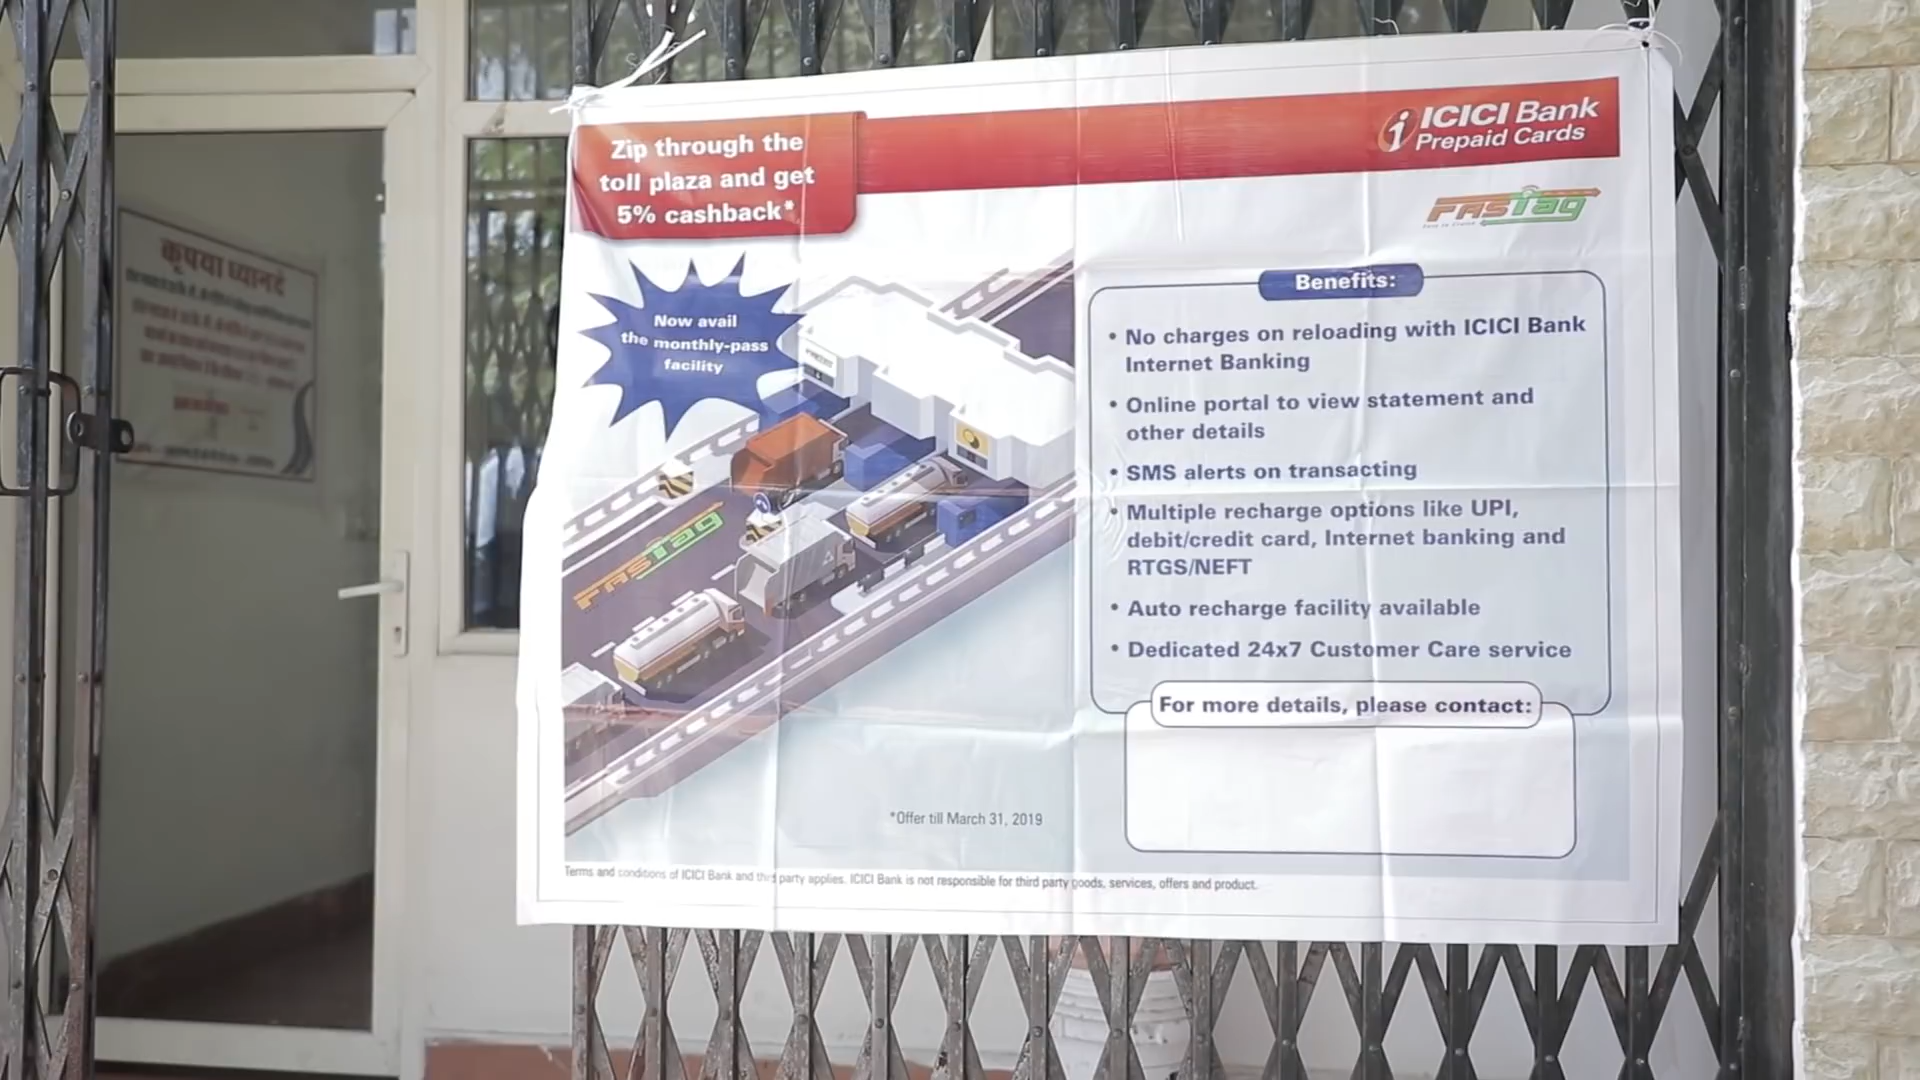 Zip through the
toll plaza and get
5% cashback*
ICICI Bank
Prepaid Cards
FASTag
Now avail
the monthly-pass
facility
FASTag
Benefits:
• No charges on reloading with ICICI Bank
Internet Banking
• Online portal to view statement and
other details
• SMS alerts on transacting
• Multiple recharge options like UPI,
debit/credit card, Internet banking and
RTGS/NEFT
• Auto recharge facility available
• Dedicated 24x7 Customer Care service
For more details, please contact:
*Offer till March 31, 2019
Terms and conditions of ICICI Bank and third party applies. ICICI Bank is not responsible for third party goods, services, offers and product.
कृपया ध्यान दे